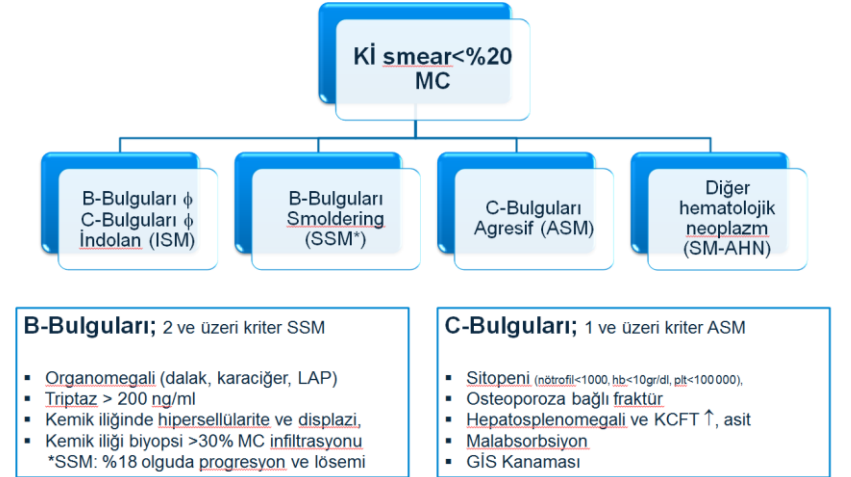 Kİ smear<%20
MC
B-Bulguları ϕ
C-Bulguları ϕ
İndolan (ISM)
B-Bulguları
Smoldering
(SSM*)
C-Bulguları
Agresif (ASM)
Diğer
hematolojik
neoplazm
(SM-AHN)
B-Bulguları; 2 ve üzeri kriter SSM
▪ Organomegali (dalak, karaciğer, LAP)
▪ Triptaz > 200 ng/ml
▪ Kemik iliğinde hipersellülarite ve displazi,
▪ Kemik iliği biyopsi >30% MC infiltrasyonu
*SSM: %18 olguda progresyon ve lösemi
C-Bulguları; 1 ve üzeri kriter ASM
▪ Sitopeni (nötrofil<1000, hb<10gr/dl, plt<100000),
▪ Osteoporoza bağlı fraktür
▪ Hepatosplenomegali ve KCFT ↑, asit
▪ Malabsorbsiyon
▪ GİS Kanaması